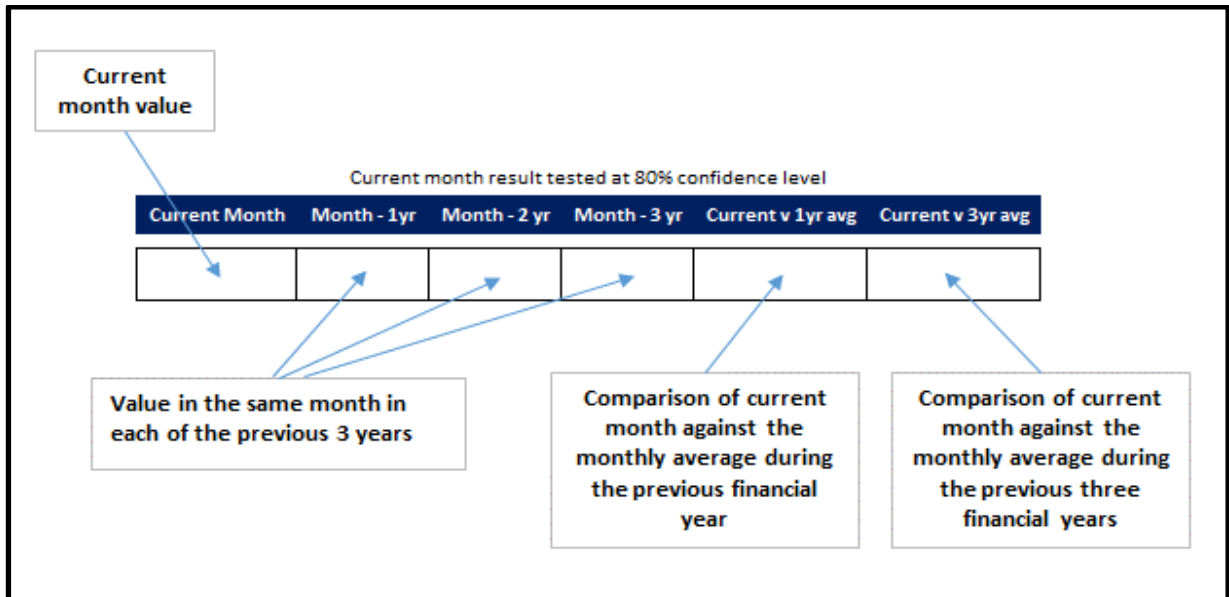 Current
month value
Current month result tested at 80% confidence level
Current Month Month - 1yr Month - 2 yr Month - 3 yr Current v 1yr avg Current v 3yr avg
Value in the same month in
each of the previous 3 years
Comparison of current
month against the
monthly average during
the previous financial
year
Comparison of current
month against the
monthly average during
the previous three
financial years